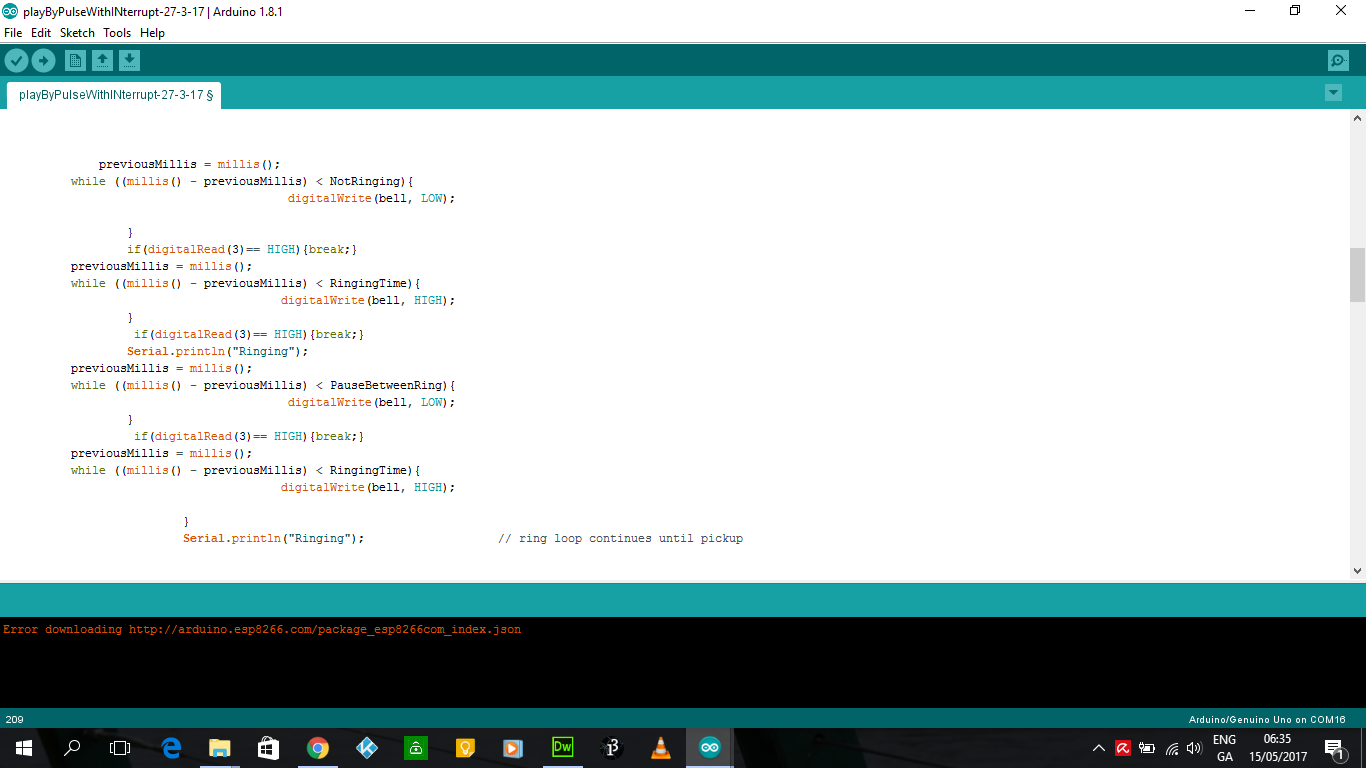 playByPulseWithINterrupt-27-3-17 | Arduino 1.8.1
File Edit Sketch Tools Help
playByPulseWithINterrupt-27-3-17 §
previousMillis = millis();
while ((millis() - previousMillis) < NotRinging){
digitalWrite(bell, LOW);
}
if(digitalRead(3)== HIGH){break;}
previousMillis = millis();
while ((millis() - previousMillis) < RingingTime){
digitalWrite(bell, HIGH);
}
if(digitalRead(3)== HIGH){break;}
Serial.println("Ringing");
previousMillis = millis();
while ((millis() - previousMillis) < PauseBetweenRing){
digitalWrite(bell, LOW);
}
if(digitalRead(3)== HIGH){break;}
previousMillis = millis();
while ((millis() - previousMillis) < RingingTime){
digitalWrite(bell, HIGH);
}
Serial.println("Ringing"); // ring loop continues until pickup
Error downloading http://arduino.esp8266.com/package_esp8266com_index.json
209 Arduino/Genuino Uno on COM16
Dw
ENG 06:35
GA 15/05/2017 1